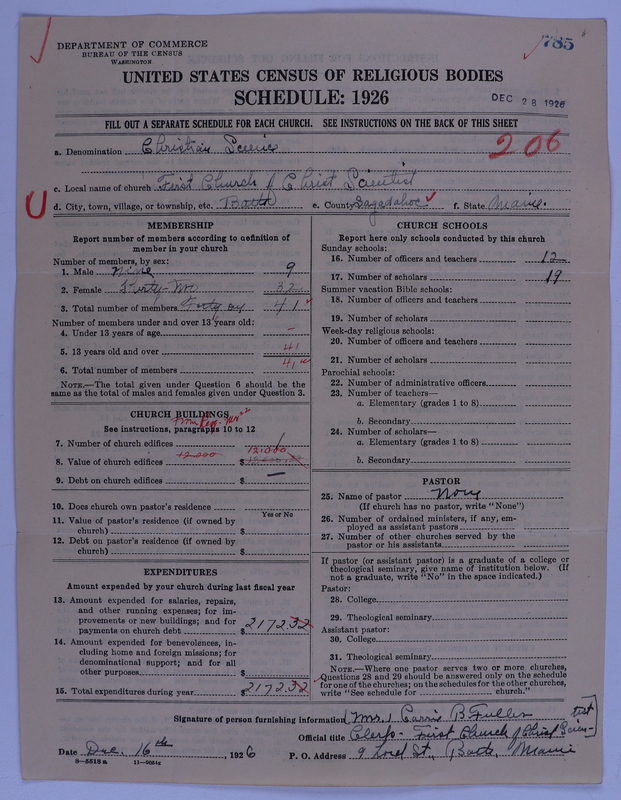 DEPARTMENT OF COMMERCE
BUREAU OF THE CENSUS
WASHINGTON
785
UNITED STATES CENSUS OF RELIGIOUS BODIES
SCHEDULE: 1926
DEC 28 1926
FILL OUT A SEPARATE SCHEDULE FOR EACH CHURCH. SEE INSTRUCTIONS ON THE BACK OF THIS SHEET
a. Denomination Christian Science
206
c. Local name of church First Church of Christ Scientist
d. City, town, village, or township, etc. Bath e. County Sagadahoc f. State Maine.
MEMBERSHIP
Report number of members according to definition of member in your church
Number of members, by sex:
1. Male nine 9
2. Female 32
3. Total number of members Forty one 41
Number of members under and over 13 years old:
4. Under 13 years of age –
5. 13 years old and over 41
6. Total number of members 41
NOTE.—The total given under Question 6 should be the same as the total of males and females given under Question 3.
CHURCH BUILDINGS
See instructions, paragraphs 10 to 12
7. Number of church edifices 1
12.000 12.000
8. Value of church edifices $
9. Debt on church edifices $ —
10. Does church own pastor's residence
Yes or No
11. Value of pastor's residence (if owned by church) $
12. Debt on pastor's residence (if owned by church) $
EXPENDITURES
Amount expended by your church during last fiscal year
13. Amount expended for salaries, repairs, and other running expenses; for improvements or new buildings; and for payments on church debt $ 2172.32
14. Amount expended for benevolences, including home and foreign missions; for denominational support; and for all other purposes $
15. Total expenditures during year $ 2172.32
CHURCH SCHOOLS
Report here only schools conducted by this church
Sunday schools:
16. Number of officers and teachers 12
17. Number of scholars 19
Summer vacation Bible schools:
18. Number of officers and teachers
19. Number of scholars
Week-day religious schools:
20. Number of officers and teachers
21. Number of scholars
Parochial schools:
22. Number of administrative officers
23. Number of teachers—
a. Elementary (grades 1 to 8)
b. Secondary
24. Number of scholars—
a. Elementary (grades 1 to 8)
b. Secondary
PASTOR
25. Name of pastor None
(If church has no pastor, write "None")
26. Number of ordained ministers, if any, employed as assistant pastors
27. Number of other churches served by the pastor or his assistants
If pastor (or assistant pastor) is a graduate of a college or theological seminary, give name of institution below. (If not a graduate, write "No" in the space indicated.)
Pastor:
28. College
29. Theological seminary
Assistant pastor:
30. College
31. Theological seminary
NOTE.—Where one pastor serves two or more churches, Questions 28 and 29 should be answered only on the schedule for one of the churches; on the schedules for the other churches, write "See schedule for church."
Signature of person furnishing information (Mrs.) Carrie B. Fuller
Official title Clerk - First Church of Christ Scientist
Date Dec. 16th, 1926 P. O. Address 9 St., Bath, Maine
8—5518 a